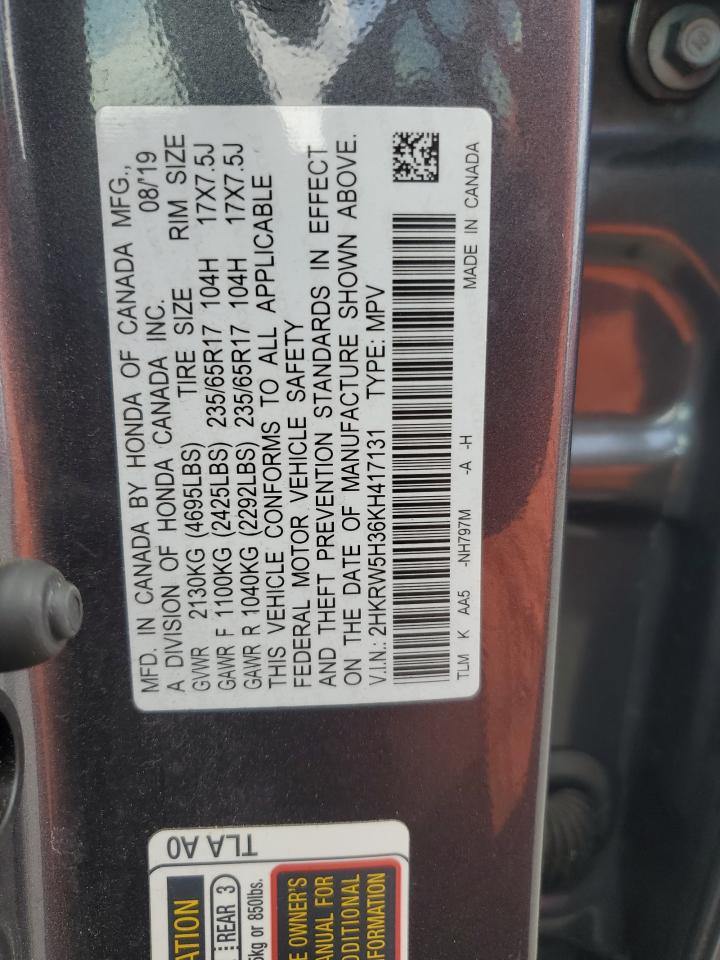 MFD. IN CANADA BY HONDA OF CANADA MFG.,
A DIVISION OF HONDA CANADA INC. 08/'19
GVWR 2130KG (4695LBS) TIRE SIZE RIM SIZE
GAWR F 1100KG (2425LBS) 235/65R17 104H 17X7.5J
GAWR R 1040KG (2292LBS) 235/65R17 104H 17X7.5J
THIS VEHICLE CONFORMS TO ALL APPLICABLE
FEDERAL MOTOR VEHICLE SAFETY
AND THEFT PREVENTION STANDARDS IN EFFECT
ON THE DATE OF MANUFACTURE SHOWN ABOVE.
V.I.N.: 2HKRW5H36KH417131 TYPE: MPV
TLM K AA5 -NH797M -A -H
MADE IN CANADA
TLA A0
REAR 3
kg or 850lbs.
OWNER'S
FOR